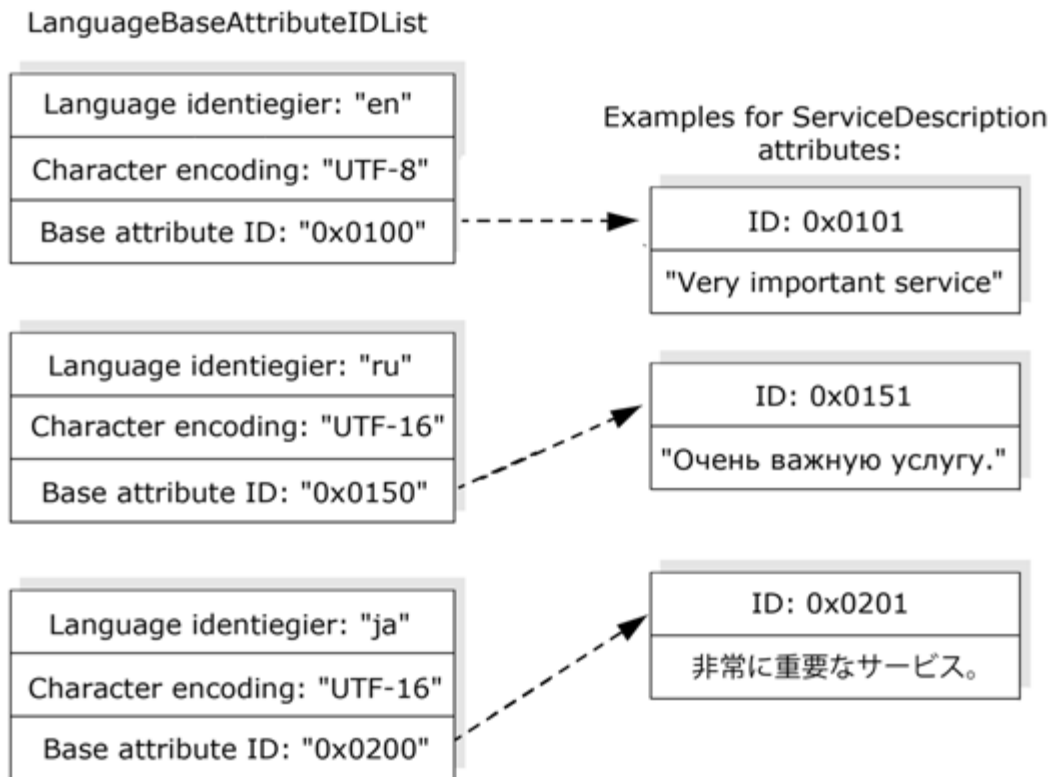 LanguageBaseAttributeIDList
Language identiegier: "en"
Character encoding: "UTF-8"
Base attribute ID: "0x0100"
Language identiegier: "ru"
Character encoding: "UTF-16"
Base attribute ID: "0x0150"
Language identiegier: "ja"
Character encoding: "UTF-16"
Base attribute ID: "0x0200"
Examples for ServiceDescription
attributes:
ID: 0x0101
"Very important service"
ID: 0x0151
"Очень важную услугу."
ID: 0x0201
非常に重要なサービス。